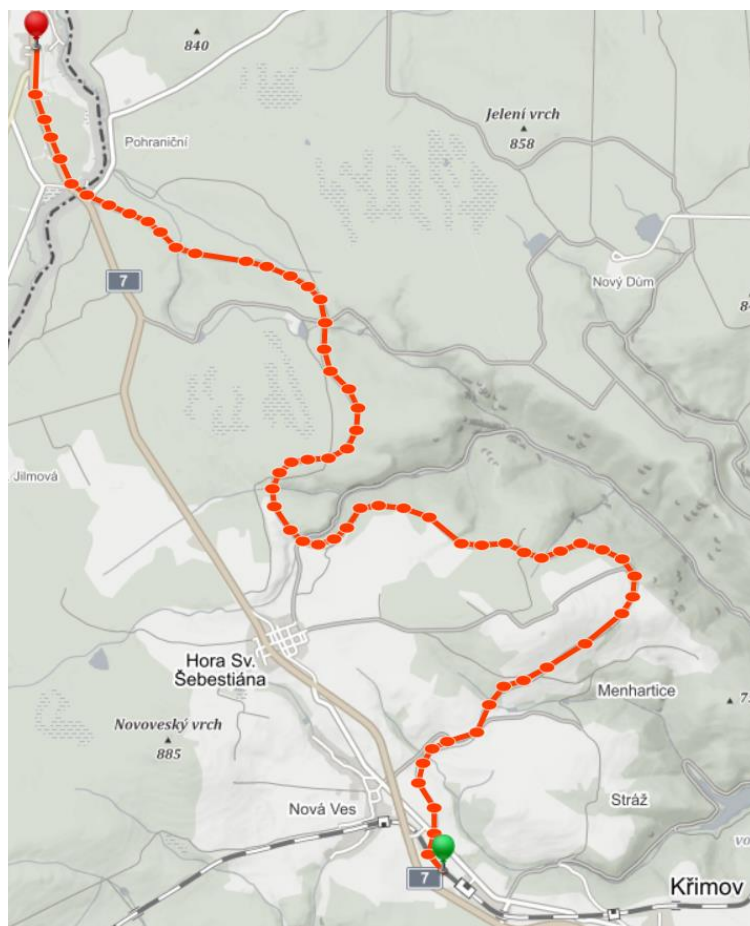 840
Jelení vrch
858
Pohraniční
7
Nový Dům
Jilmová
Hora Sv.
Šebestiána
Menhartice
Novoveský vrch
885
Nová Ves
Stráž
7
Křimov